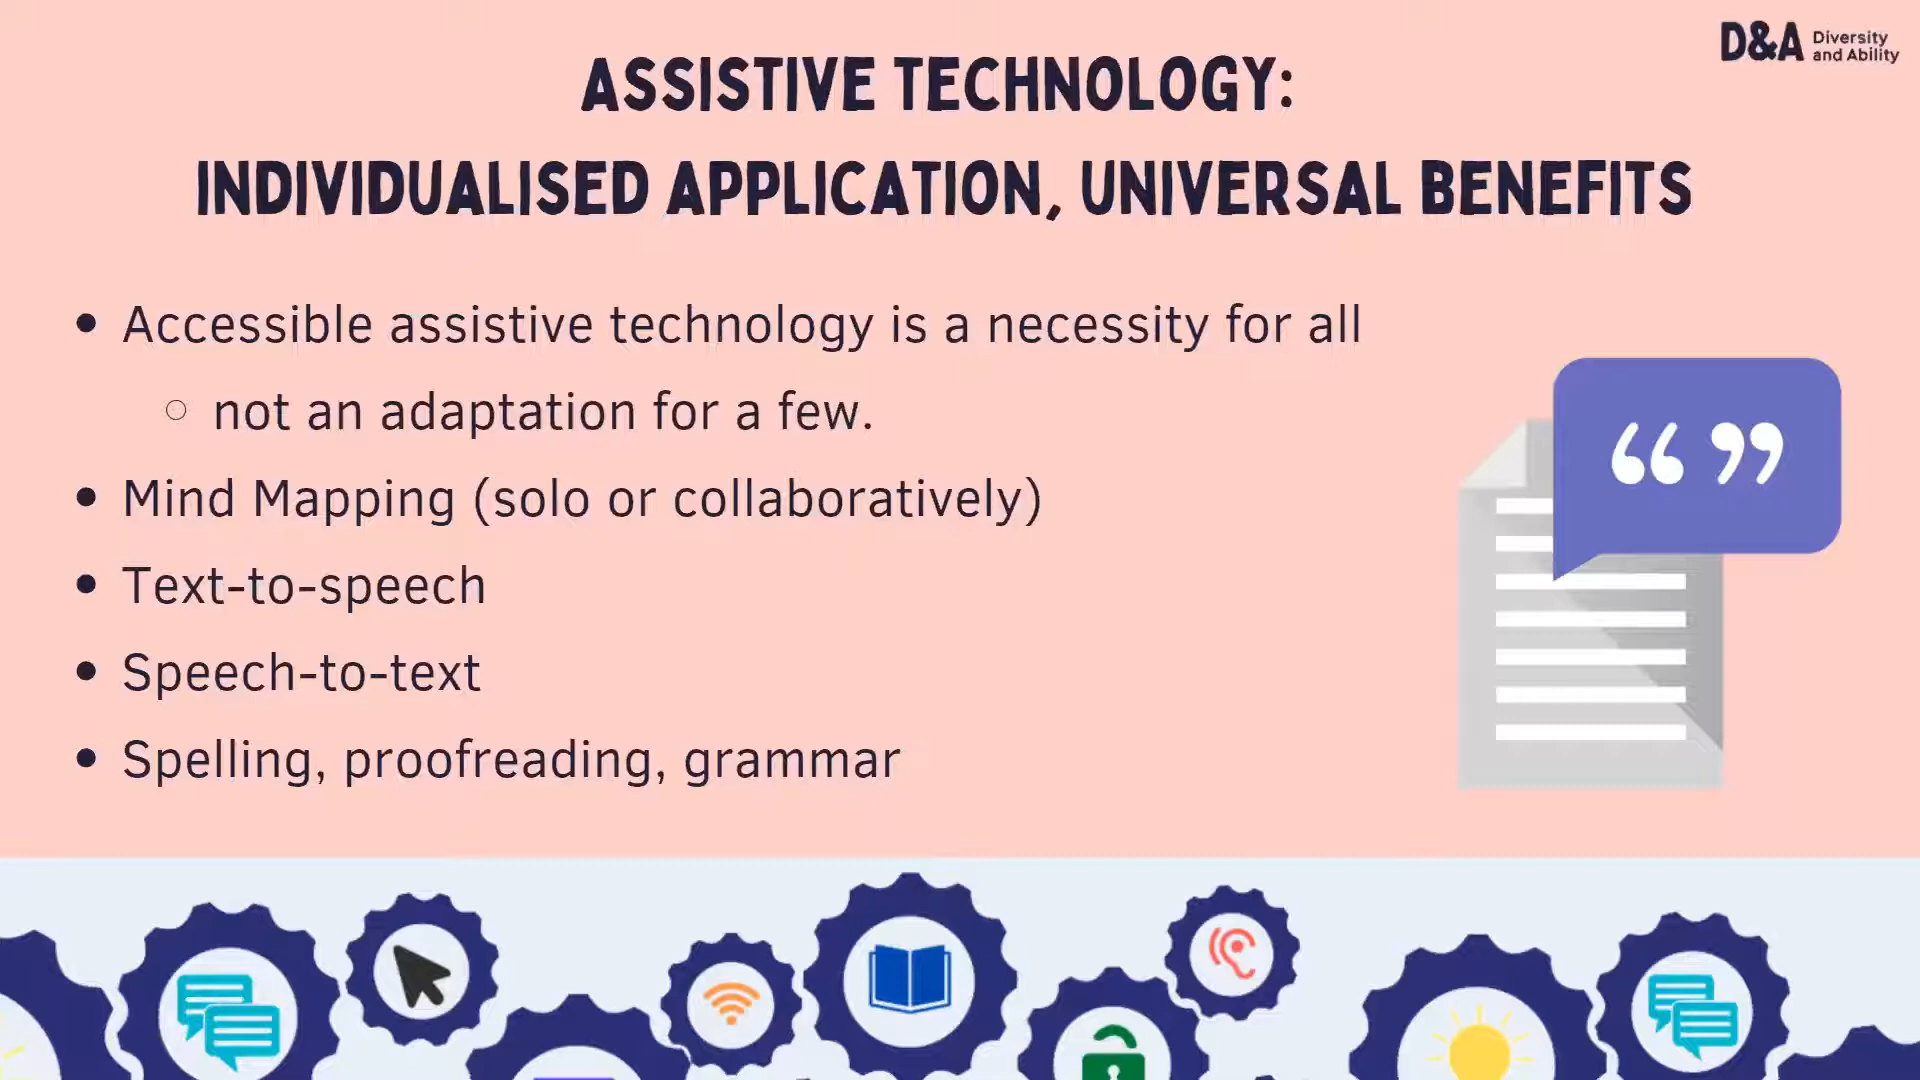 D&A Diversity
and Ability
ASSISTIVE TECHNOLOGY:
INDIVIDUALISED APPLICATION, UNIVERSAL BENEFITS
• Accessible assistive technology is a necessity for all
○ not an adaptation for a few.
• Mind Mapping (solo or collaboratively)
• Text-to-speech
• Speech-to-text
• Spelling, proofreading, grammar
“ ”